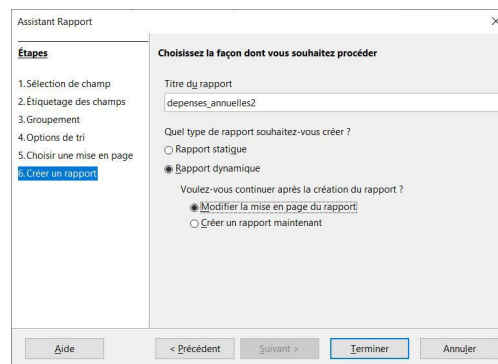 Assistant Rapport
Étapes
1.Sélection de champ
2.Étiquetage des champs
3.Groupement
4.Options de tri
5.Choisir une mise en page
6.Créer un rapport
Choisissez la façon dont vous souhaitez procéder
Titre du rapport
depenses_annuelles2
Quel type de rapport souhaitez-vous créer ?
Rapport statique
Rapport dynamique
Voulez-vous continuer après la création du rapport ?
Modifier la mise en page du rapport
Créer un rapport maintenant
Aide
< Précédent
Suivant >
Terminer
Annuler